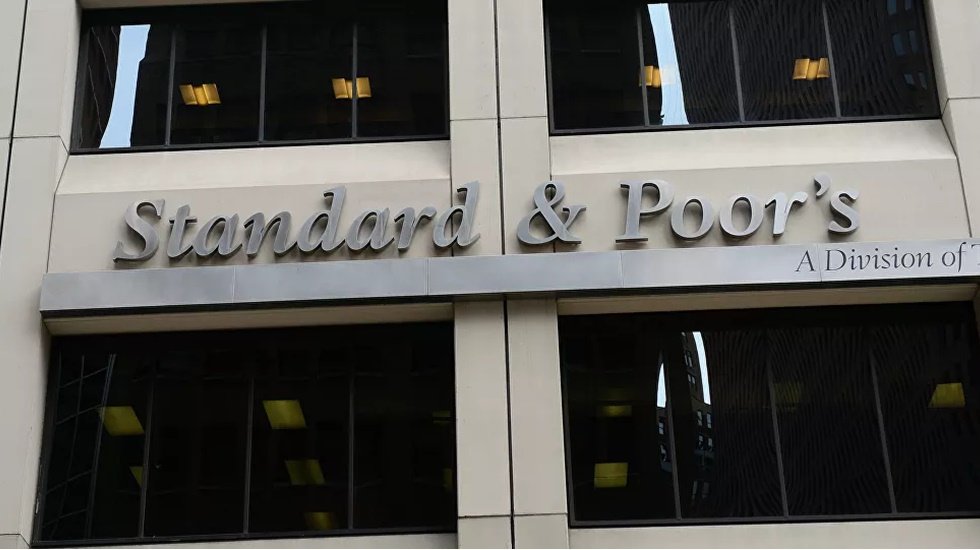 Standard & Poor's
A Division of